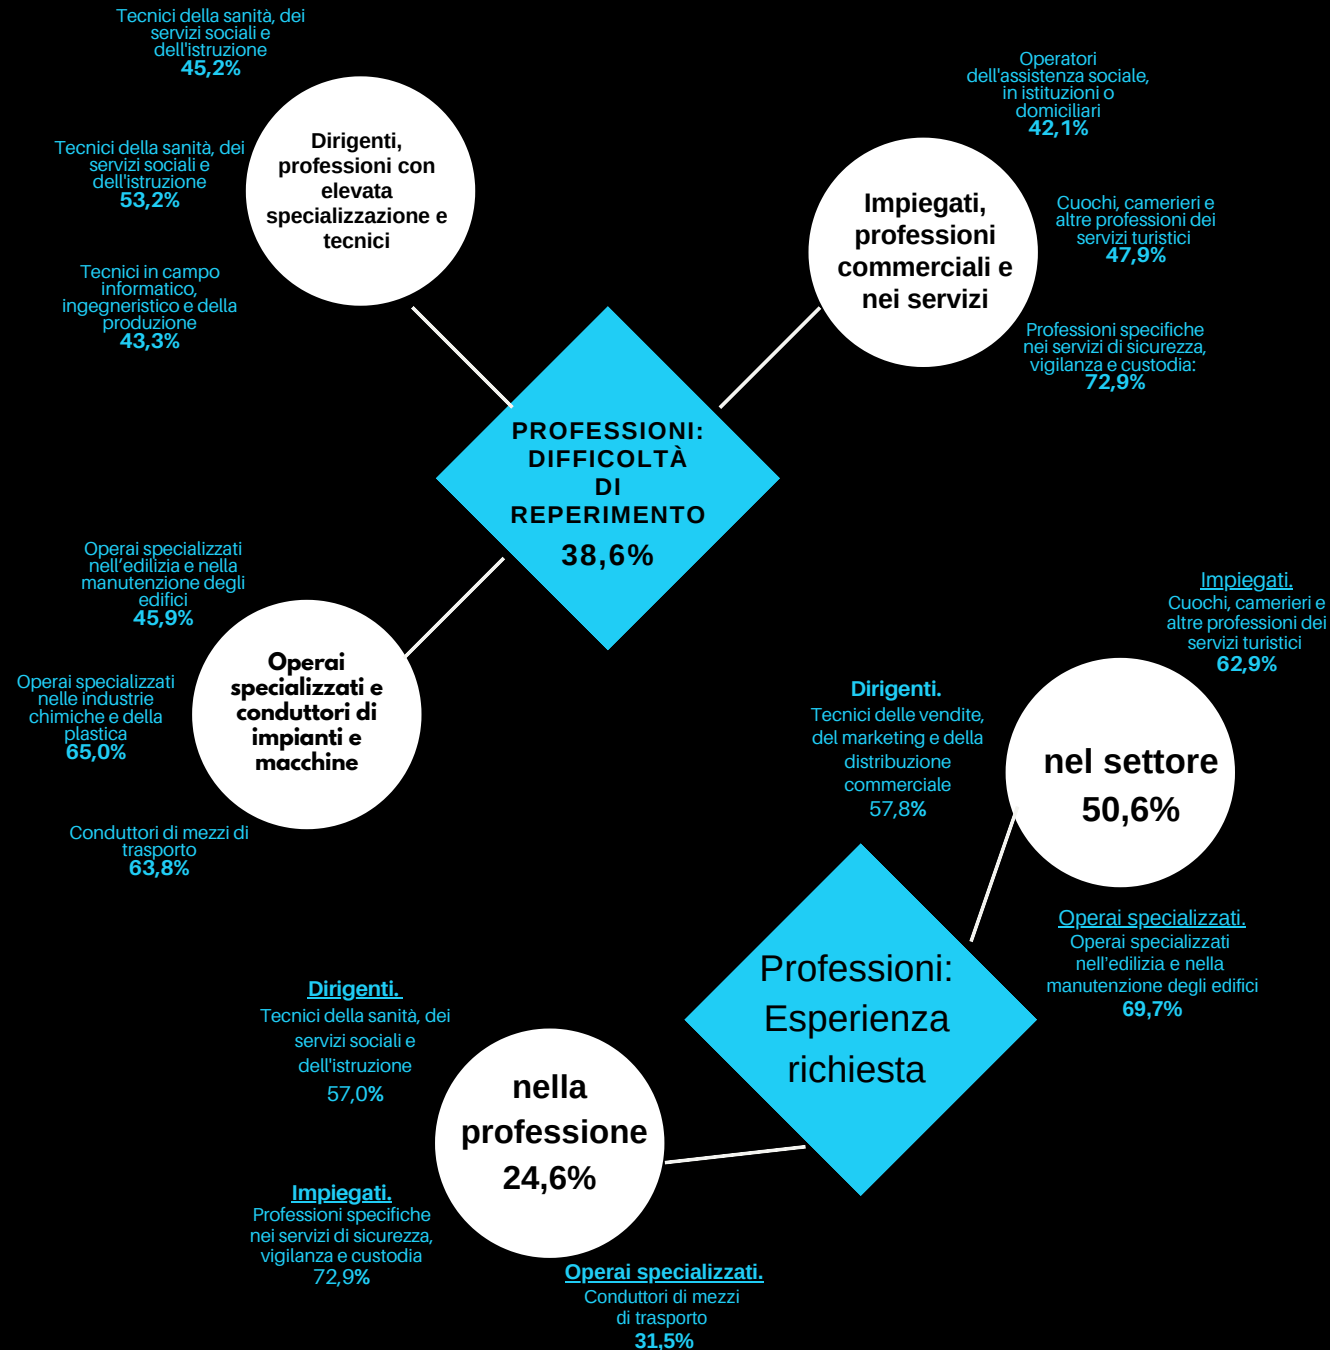 Tecnici della sanità, dei
servizi sociali e
dell'istruzione
45,2%
Tecnici della sanità, dei
servizi sociali e
dell'istruzione
53,2%
Tecnici in campo
informatico,
ingegneristico e della
produzione
43,3%
Dirigenti,
professioni con
elevata
specializzazione e
tecnici
Operatori
dell'assistenza sociale,
in istituzioni o
domiciliari
42,1%
Impiegati,
professioni
commerciali e
nei servizi
Cuochi, camerieri e
altre professioni dei
servizi turistici
47,9%
Professioni specifiche
nei servizi di sicurezza,
vigilanza e custodia:
72,9%
PROFESSIONI:
DIFFICOLTÀ
DI
REPERIMENTO
38,6%
Operai specializzati
nell’edilizia e nella
manutenzione degli
edifici
45,9%
Operai specializzati
nelle industrie
chimiche e della
plastica
65,0%
Conduttori di mezzi di
trasporto
63,8%
Operai
specializzati e
conduttori di
impianti e
macchine
Impiegati.
Cuochi, camerieri e
altre professioni dei
servizi turistici
62,9%
Dirigenti.
Tecnici delle vendite,
del marketing e della
distribuzione
commerciale
57,8%
nel settore
50,6%
Operai specializzati.
Operai specializzati
nell'edilizia e nella
manutenzione degli edifici
69,7%
Professioni:
Esperienza
richiesta
Dirigenti.
Tecnici della sanità, dei
servizi sociali e
dell'istruzione
57,0%
nella
professione
24,6%
Impiegati.
Professioni specifiche
nei servizi di sicurezza,
vigilanza e custodia
72,9%
Operai specializzati.
Conduttori di mezzi
di trasporto
31,5%